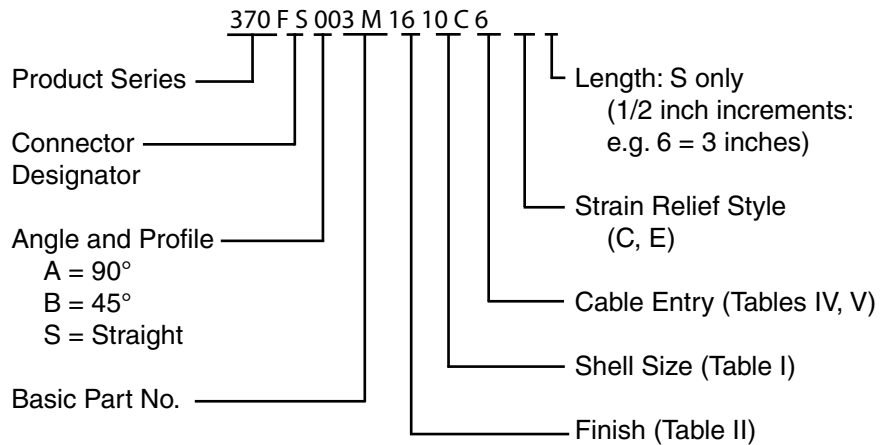 370 F S 003 M 16 10 C 6
Product Series
Connector
Designator
Angle and Profile
A = 90°
B = 45°
S = Straight
Basic Part No.
Length: S only
(1/2 inch increments:
e.g. 6 = 3 inches)
Strain Relief Style
(C, E)
Cable Entry (Tables IV, V)
Shell Size (Table I)
Finish (Table II)